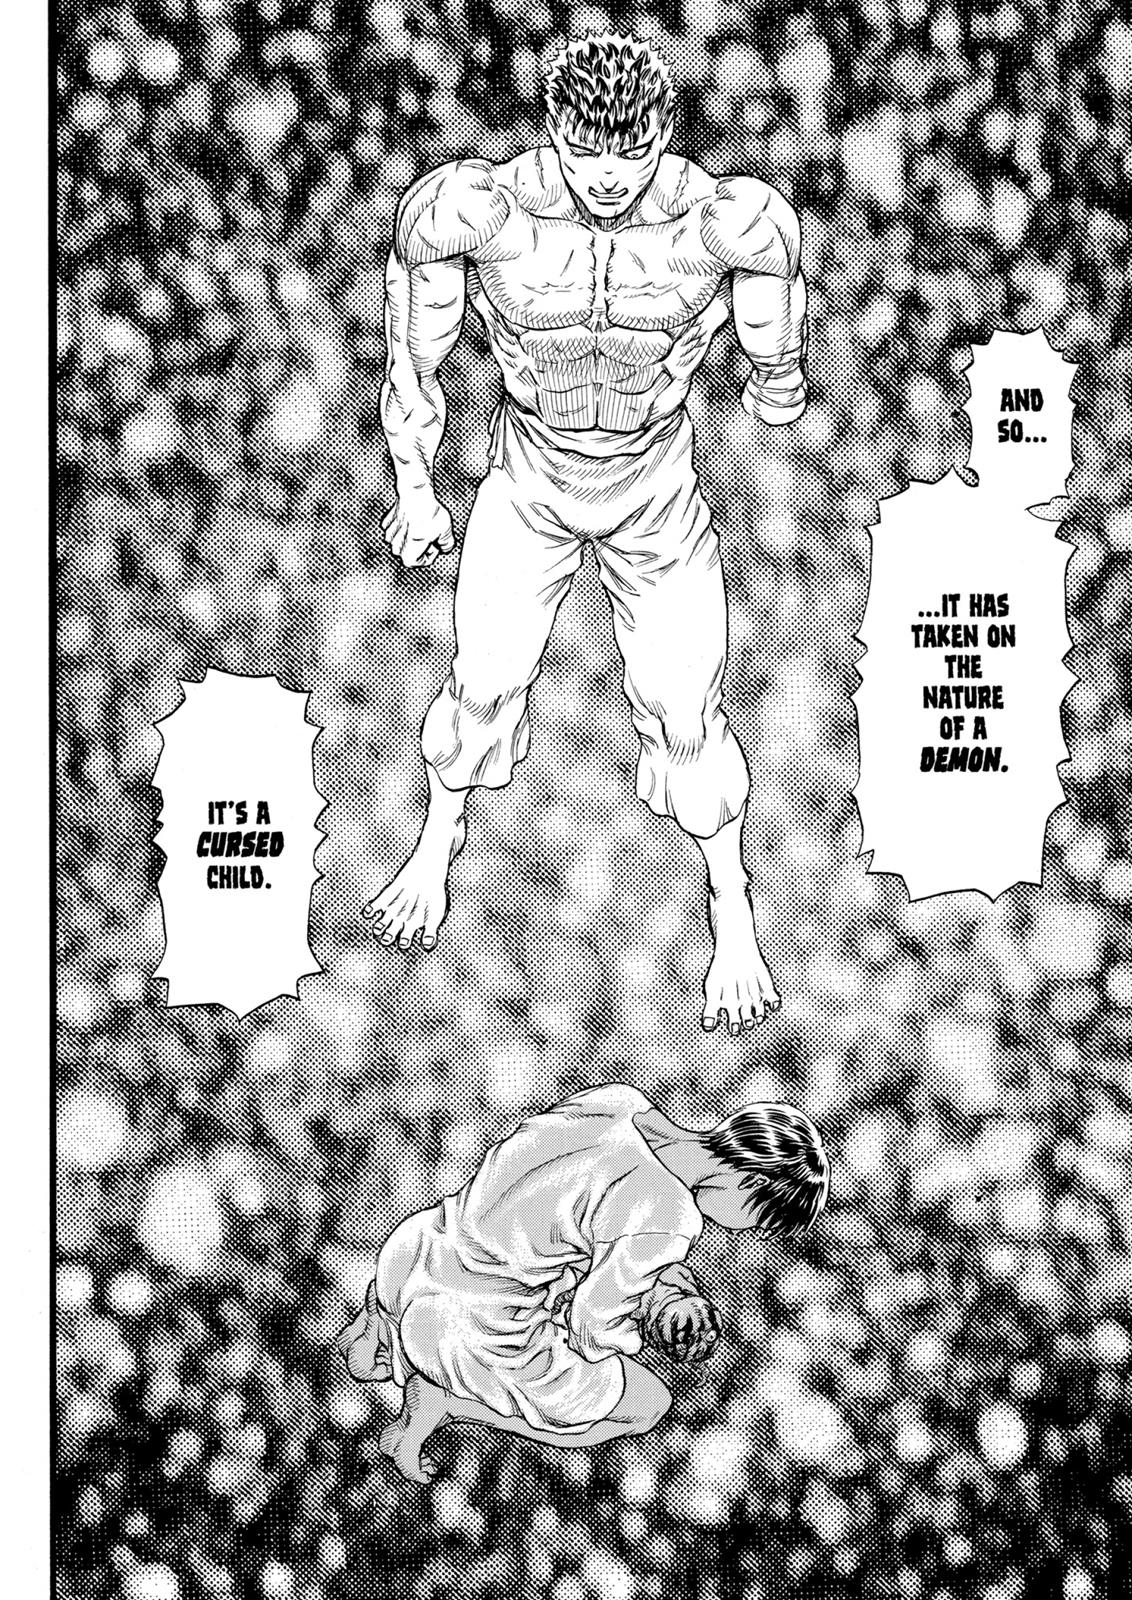 AND
SO...
...IT HAS
TAKEN ON
THE
NATURE
OF A
DEMON.
IT'S A
CURSED
CHILD.